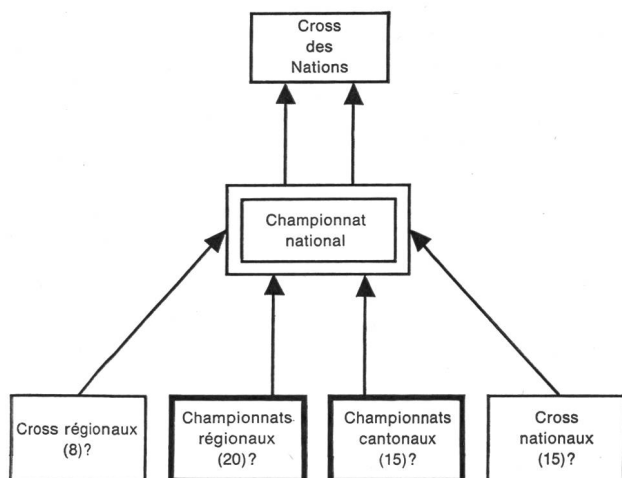 Cross
des
Nations
Championnat
national
Cross régionaux
(8)?
Championnats
régionaux
(20)?
Championnats
cantonaux
(15)?
Cross
nationaux
(15)?